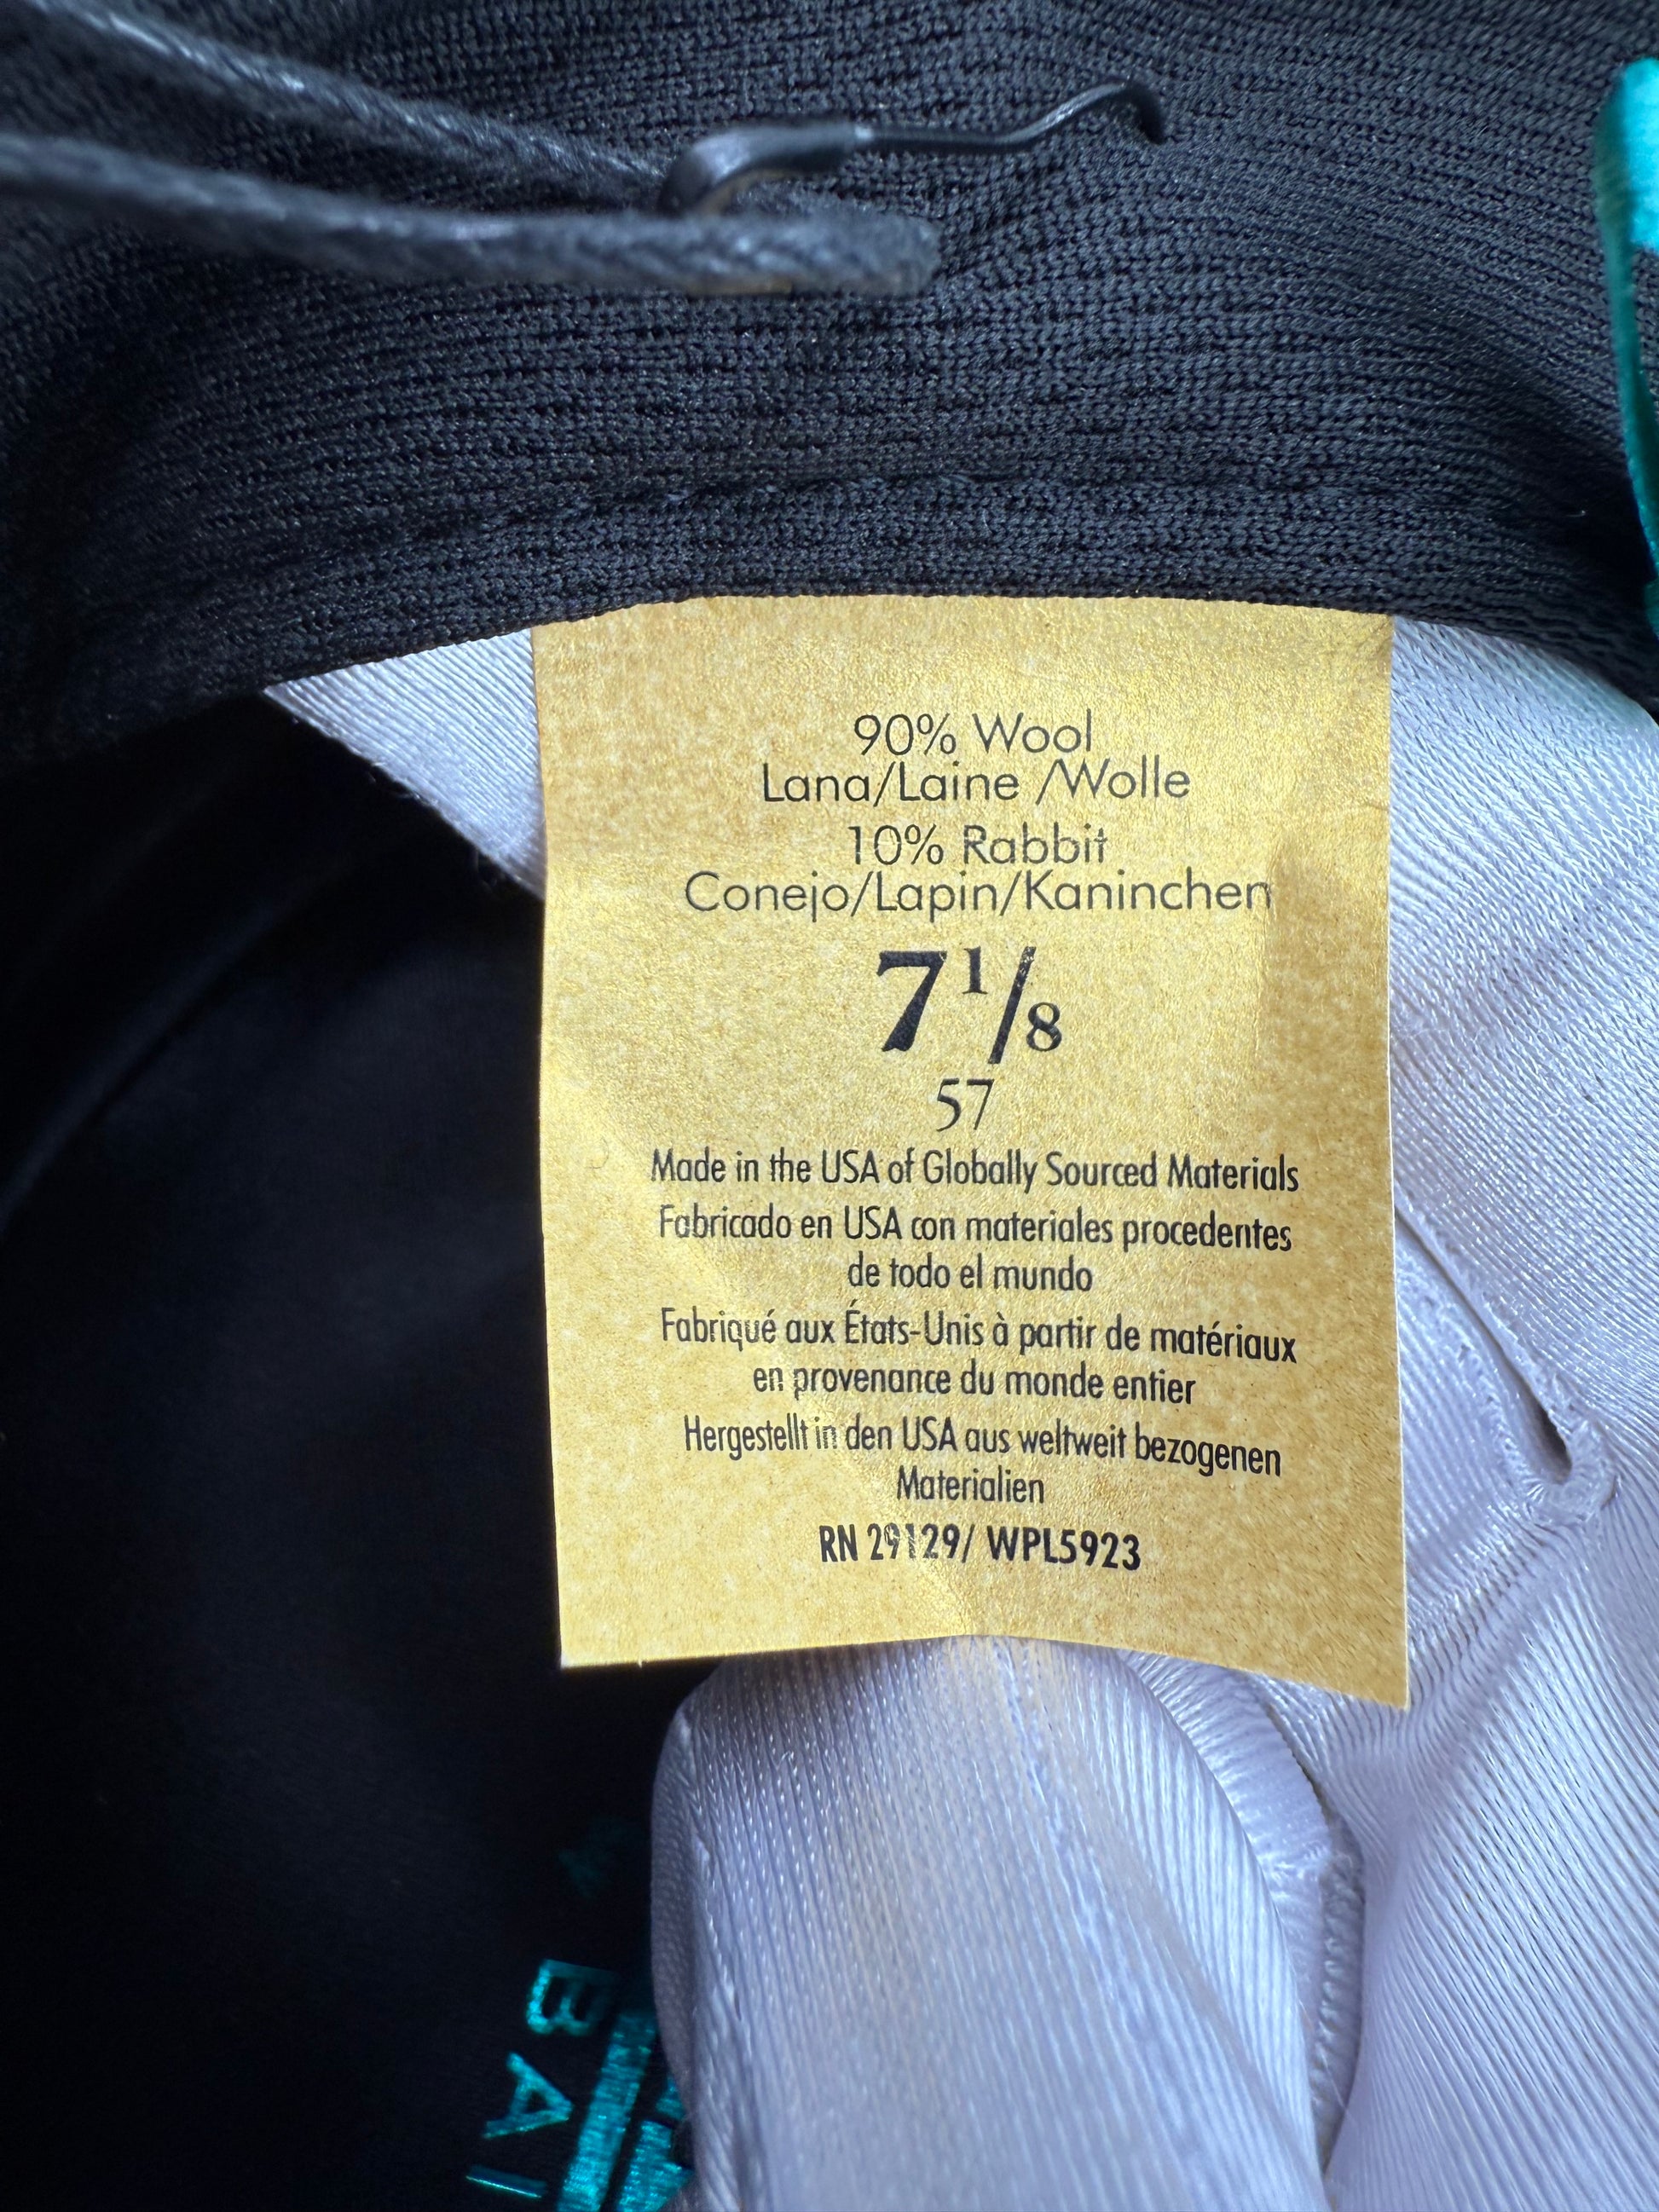 90% Wool
Lana/Laine /Wolle
10% Rabbit
Conejo/Lapin/Kaninchen
7 1/8
57
Made in the USA of Globally Sourced Materials
Fabricado en USA con materiales procedentes
de todo el mundo
Fabriqué aux États-Unis à partir de matériaux
en provenance du monde entier
Hergestellt in den USA aus weltweit bezogenen
Materialien
RN 29129/ WPL5923